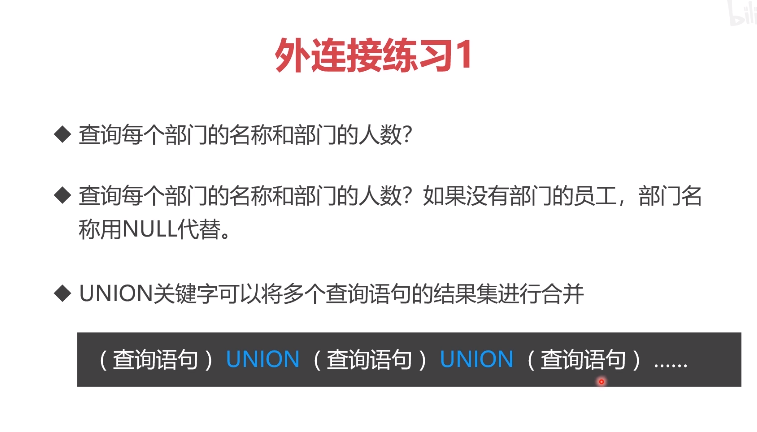 bili
外连接练习1
◆ 查询每个部门的名称和部门的人数？
◆ 查询每个部门的名称和部门的人数？如果没有部门的员工，部门名
称用NULL代替。
◆ UNION关键字可以将多个查询语句的结果集进行合并
（查询语句）UNION（查询语句）UNION（查询语句）……